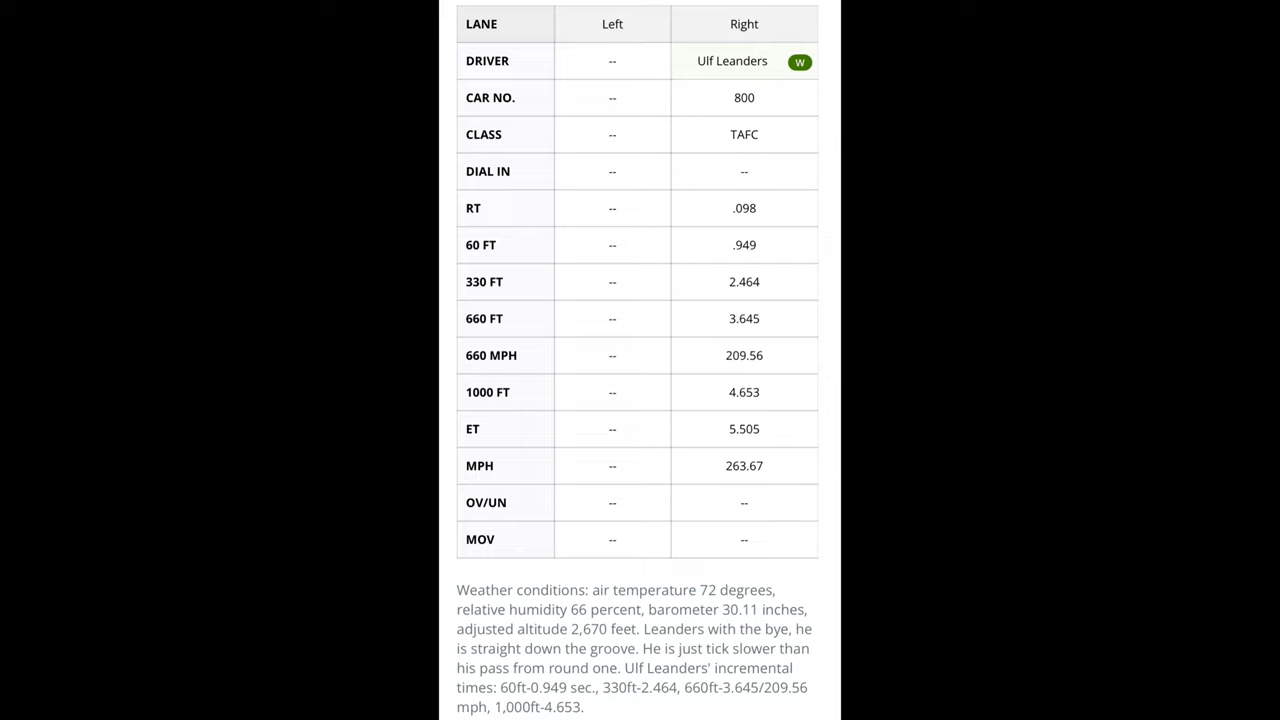 LANE Left Right
DRIVER -- Ulf Leanders W
CAR NO. -- 800
CLASS -- TAFC
DIAL IN -- --
RT -- .098
60 FT -- .949
330 FT -- 2.464
660 FT -- 3.645
660 MPH -- 209.56
1000 FT -- 4.653
ET -- 5.505
MPH -- 263.67
OV/UN -- --
MOV -- --
Weather conditions: air temperature 72 degrees,
relative humidity 66 percent, barometer 30.11 inches,
adjusted altitude 2,670 feet. Leanders with the bye, he
is straight down the groove. He is just tick slower than
his pass from round one. Ulf Leanders' incremental
times: 60ft-0.949 sec., 330ft-2.464, 660ft-3.645/209.56
mph, 1,000ft-4.653.